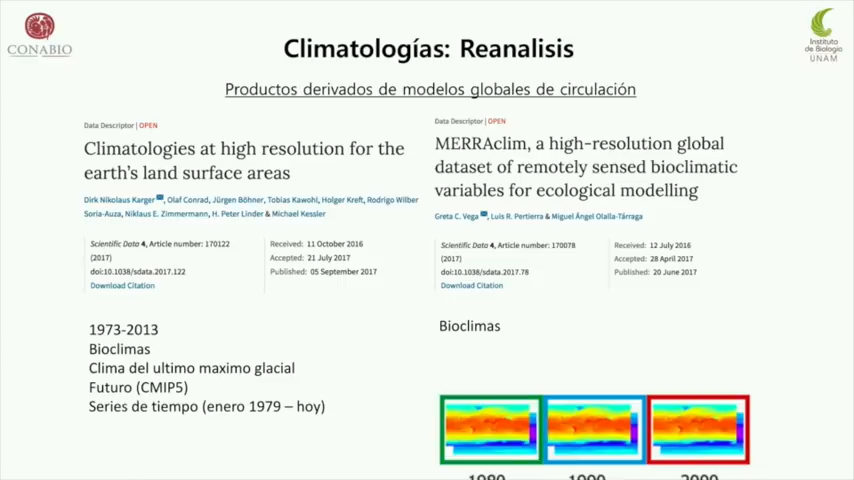 CONABIO
Instituto
de Biología
UNAM
Climatologías: Reanalisis
Productos derivados de modelos globales de circulación
Data Descriptor | OPEN
Climatologies at high resolution for the
earth's land surface areas
Dirk Nikolaus Karger, Olaf Conrad, Jürgen Böhner, Tobias Kawohl, Holger Kreft, Rodrigo Wilber
Soria-Auza, Niklaus E. Zimmermann, H. Peter Linder & Michael Kessler
Scientific Data 4, Article number: 170122
(2017)
doi:10.1038/sdata.2017.122
Download Citation
Received: 11 October 2016
Accepted: 21 July 2017
Published: 05 September 2017
1973-2013
Bioclimas
Clima del ultimo maximo glacial
Futuro (CMIP5)
Series de tiempo (enero 1979 – hoy)
Data Descriptor | OPEN
MERRAclim, a high-resolution global
dataset of remotely sensed bioclimatic
variables for ecological modelling
Greta C. Vega, Luis R. Pertierra & Miguel Ángel Olalla-Tárraga
Scientific Data 4, Article number: 170078
(2017)
doi:10.1038/sdata.2017.78
Download Citation
Received: 12 July 2016
Accepted: 28 April 2017
Published: 20 June 2017
Bioclimas
1980 1990 2000